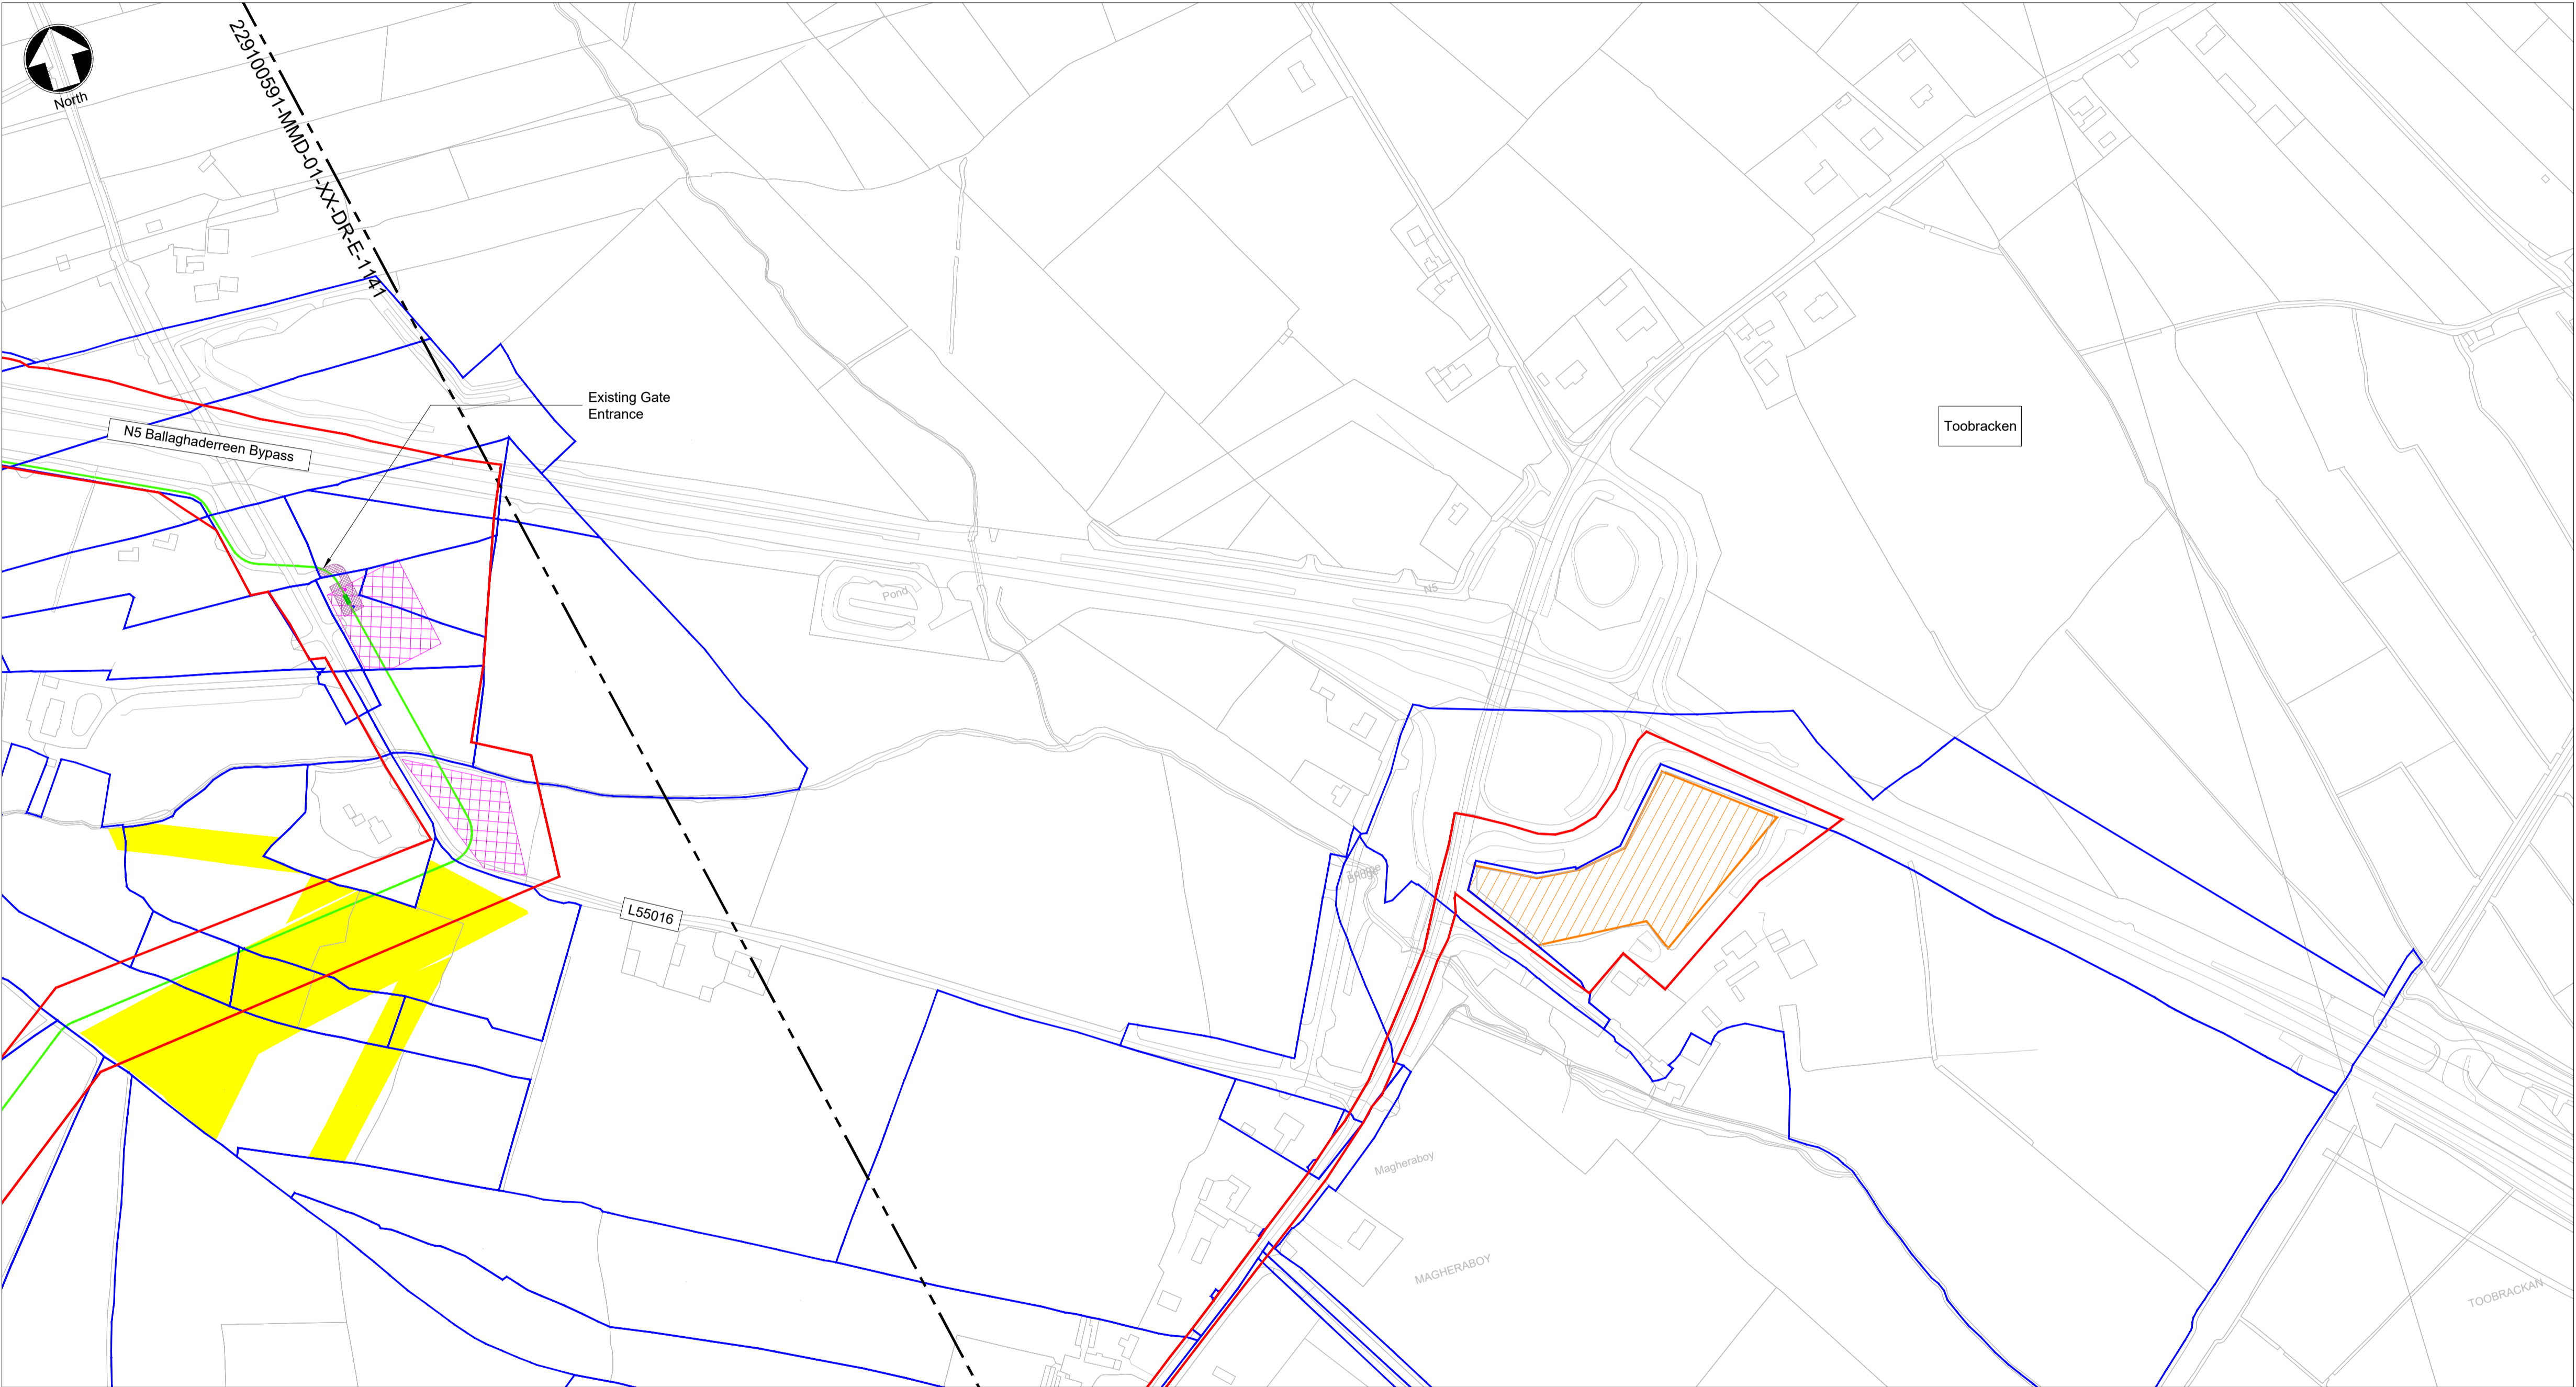 North
229100591-MMD-01-XX-DR-E-1141
Existing Gate
Entrance
N5 Ballaghaderreen Bypass
Toobracken
Pond
N5
Bridge
L55016
Magheraboy
MAGHERABOY
TOOBRACKAN